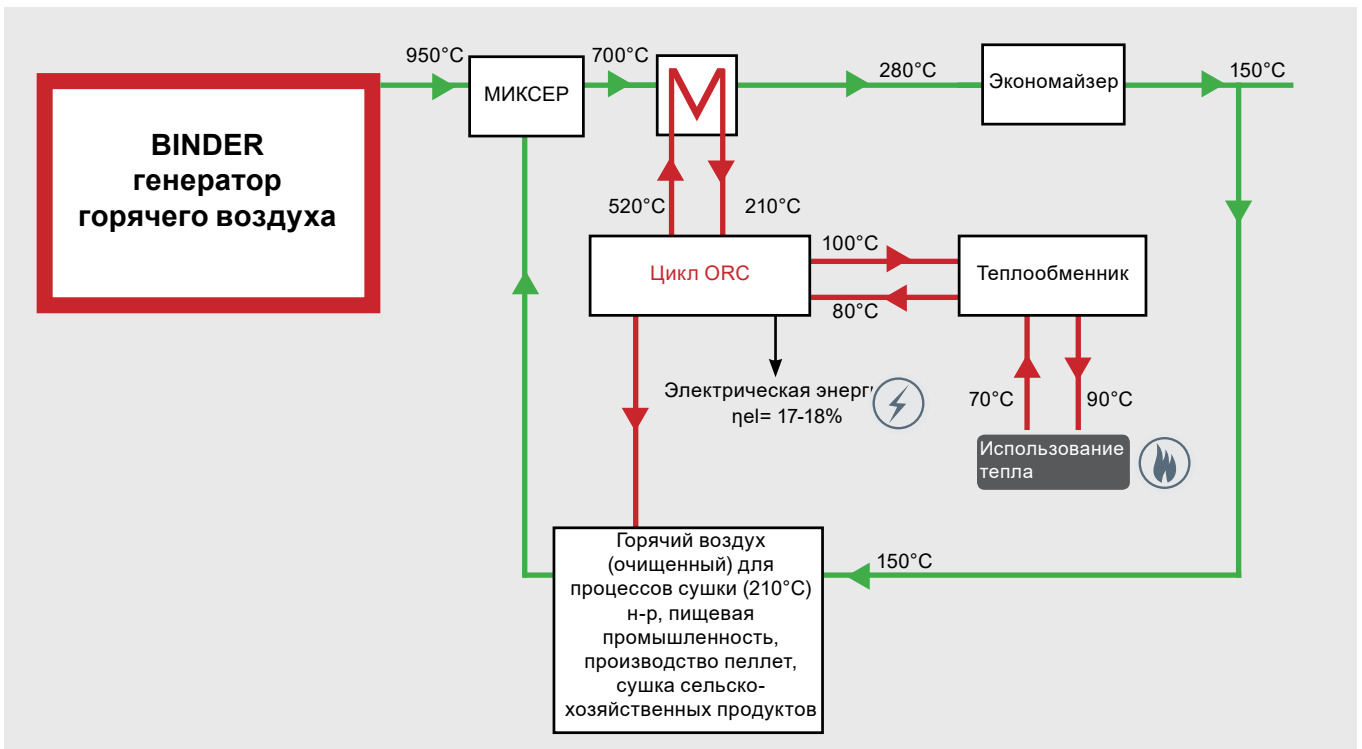 950°C
700°C
280°C
150°C
BINDER
генератор
горячего воздуха
МИКСЕР
Экономайзер
520°C
210°C
Цикл ORC
100°C
80°C
Теплообменник
Электрическая энерг
ηel= 17-18%
70°C
90°C
Использование
тепла
Горячий воздух
(очищенный) для
процессов сушки (210°C)
н-р, пищевая
промышленность,
производство пеллет,
сушка сельско-
хозяйственных продуктов
150°C